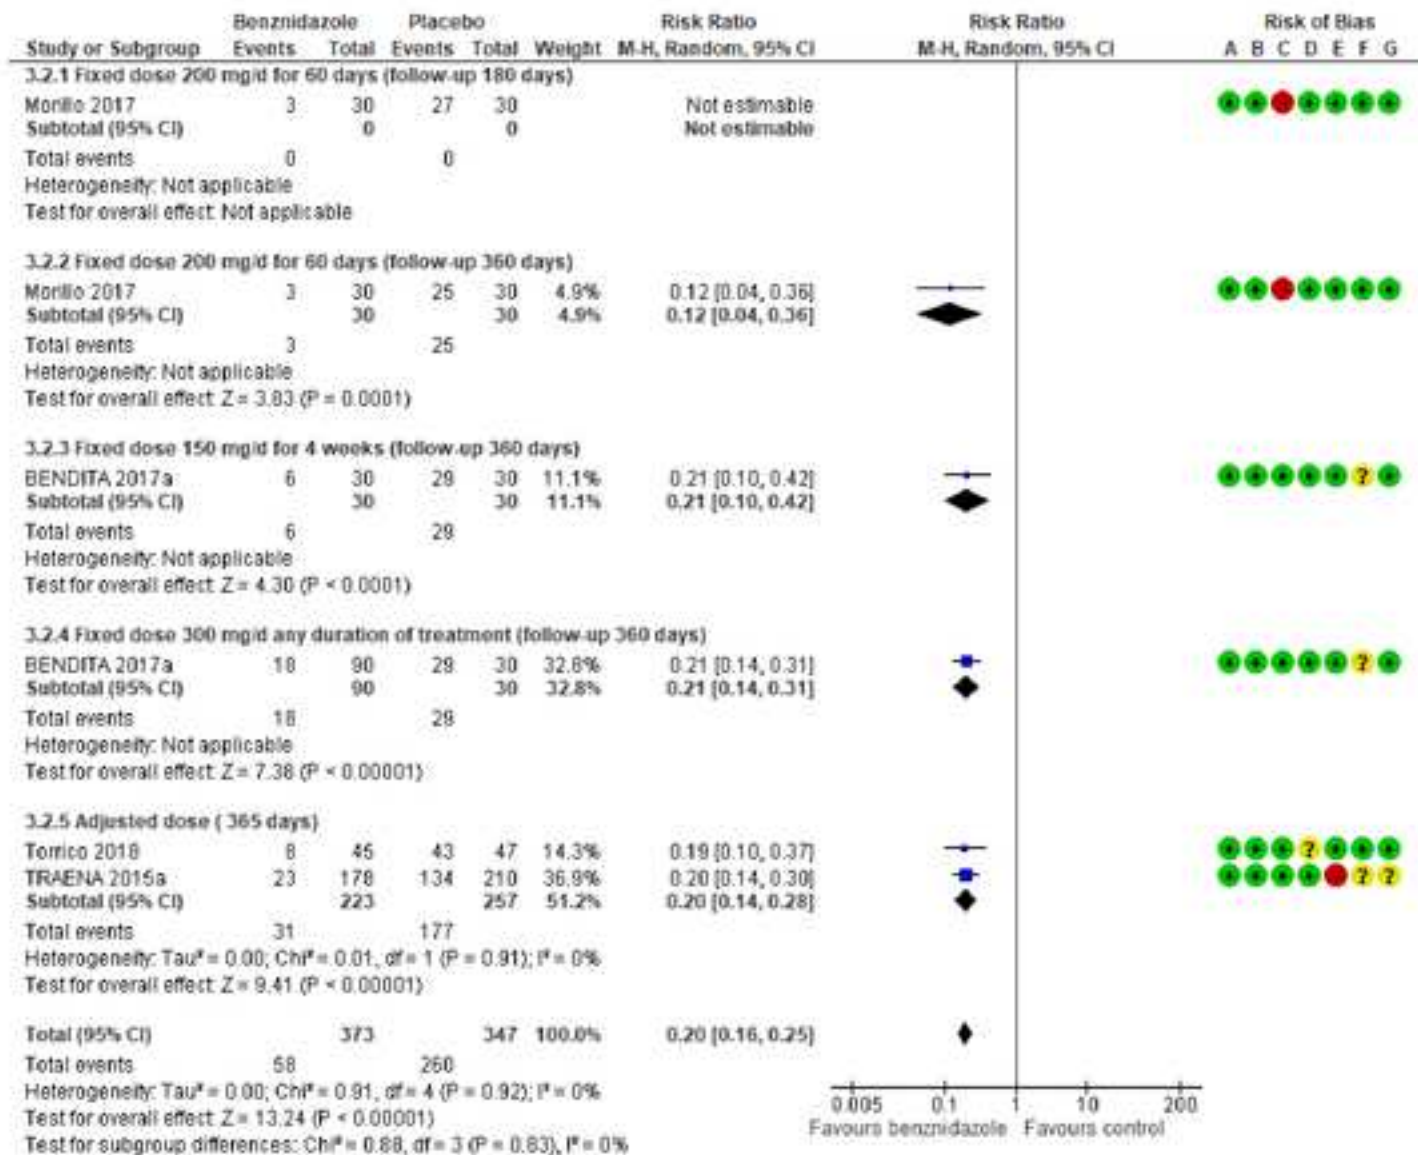 Benznidazole Placebo Risk Ratio Risk Ratio Risk of Bias
Study or Subgroup Events Total Events Total Weight M-H, Random, 95% CI M-H, Random, 95% CI A B C D E F G
3.2.1 Fixed dose 200 mg/d for 60 days (follow-up 180 days)
Morillo 2017 3 30 27 30 Not estimable
Subtotal (95% CI) 0 0 Not estimable
Total events 0 0
Heterogeneity: Not applicable
Test for overall effect: Not applicable
3.2.2 Fixed dose 200 mg/d for 60 days (follow-up 360 days)
Morillo 2017 3 30 25 30 4.9% 0.12 [0.04, 0.36]
Subtotal (95% CI) 30 30 4.9% 0.12 [0.04, 0.36]
Total events 3 25
Heterogeneity: Not applicable
Test for overall effect: Z = 3.83 (P = 0.0001)
3.2.3 Fixed dose 150 mg/d for 4 weeks (follow-up 360 days)
BENDITA 2017a 6 30 29 30 11.1% 0.21 [0.10, 0.42] ?
Subtotal (95% CI) 30 30 11.1% 0.21 [0.10, 0.42]
Total events 6 29
Heterogeneity: Not applicable
Test for overall effect: Z = 4.30 (P < 0.0001)
3.2.4 Fixed dose 300 mg/d any duration of treatment (follow-up 360 days)
BENDITA 2017a 18 90 29 30 32.8% 0.21 [0.14, 0.31] ?
Subtotal (95% CI) 90 30 32.8% 0.21 [0.14, 0.31]
Total events 18 29
Heterogeneity: Not applicable
Test for overall effect: Z = 7.38 (P < 0.00001)
3.2.5 Adjusted dose ( 365 days)
Torrico 2018 8 45 43 47 14.3% 0.19 [0.10, 0.37] ?
TRAENA 2015a 23 178 134 210 36.9% 0.20 [0.14, 0.30] ? ?
Subtotal (95% CI) 223 257 51.2% 0.20 [0.14, 0.28]
Total events 31 177
Heterogeneity: Tau² = 0.00; Chi² = 0.01, df = 1 (P = 0.91); I² = 0%
Test for overall effect: Z = 9.41 (P < 0.00001)
Total (95% CI) 373 347 100.0% 0.20 [0.16, 0.25]
Total events 58 260
Heterogeneity: Tau² = 0.00; Chi² = 0.91, df = 4 (P = 0.92); I² = 0%
Test for overall effect: Z = 13.24 (P < 0.00001)
Test for subgroup differences: Chi² = 0.88, df = 3 (P = 0.83), I² = 0%
0.005 0.1 1 10 200
Favours benznidazole Favours control